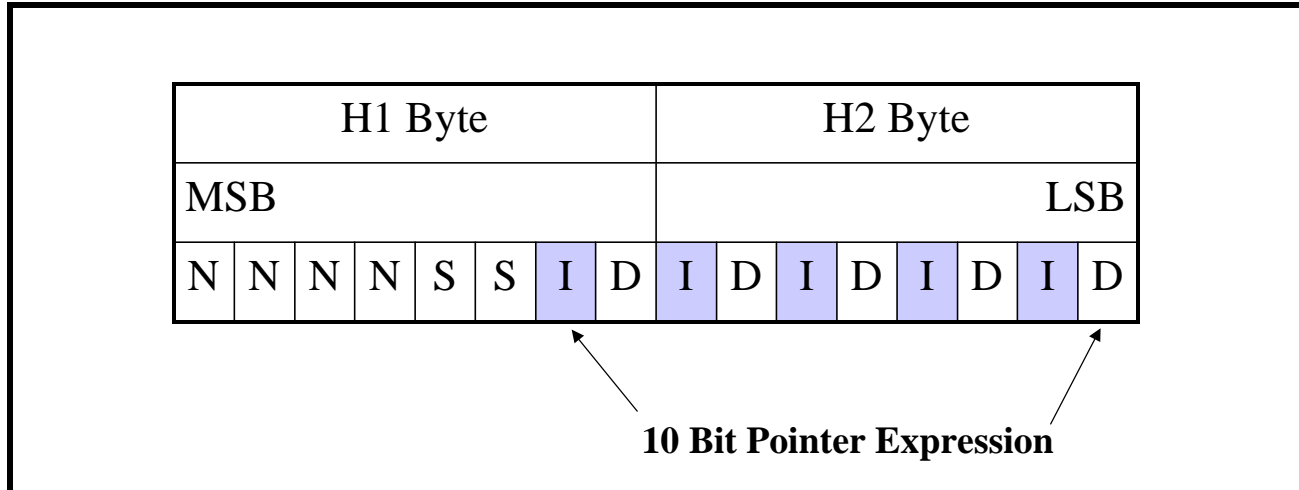 H1 Byte H2 Byte
MSB LSB
N N N N S S I D I D I D I D I D
10 Bit Pointer Expression